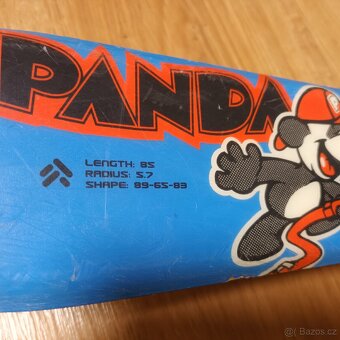 PANDA
LENGTH: 85
RADIUS: 5.7
SHAPE: 89-65-83
© Bazos.cz